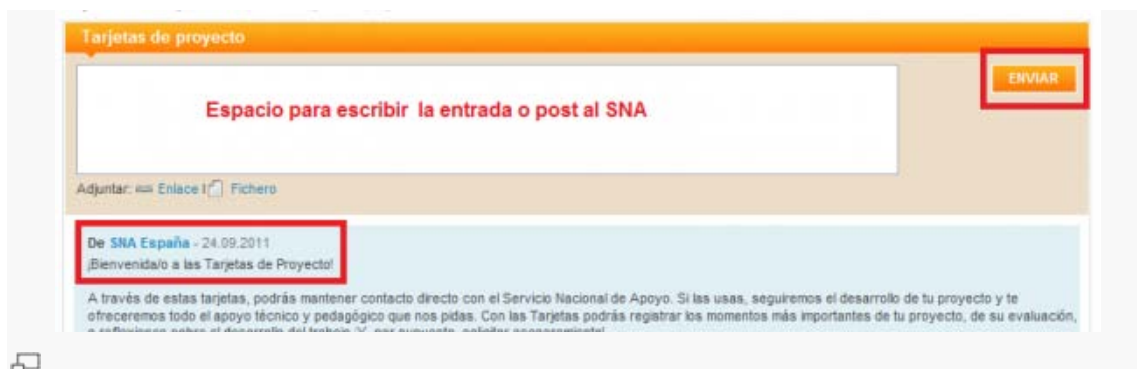 Tarjetas de proyecto
ENVIAR
Espacio para escribir la entrada o post al SNA
Adjuntar: Enlace | Fichero
De SNA España - 24.09.2011
¡Bienvenida/o a las Tarjetas de Proyecto!
A través de estas tarjetas, podrás mantener contacto directo con el Servicio Nacional de Apoyo. Si las usas, seguiremos el desarrollo de tu proyecto y te
ofreceremos todo el apoyo técnico y pedagógico que nos pidas. Con las Tarjetas podrás registrar los momentos más importantes de tu proyecto, de su evaluación,